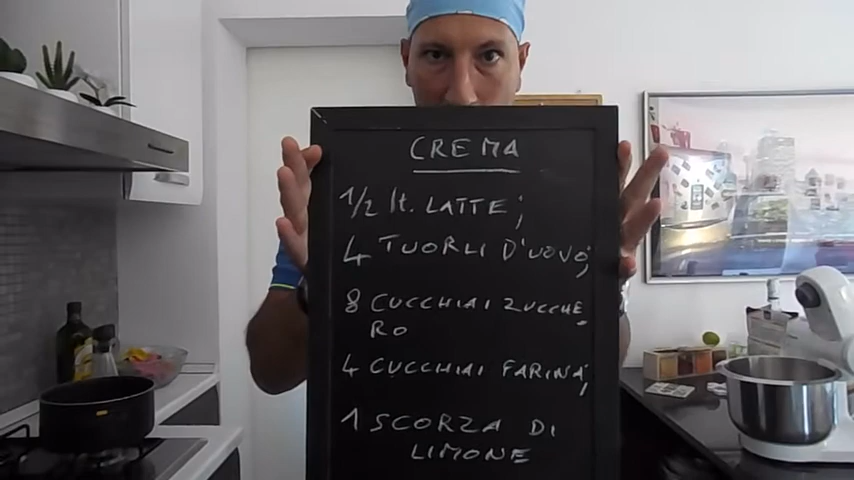 CREMA
1/2 lt. LATTE;
4 TUORLI D'UOVO;
8 CUCCHIAI ZUCCHE-
RO
4 CUCCHIAI FARINA;
1 SCORZA DI
LIMONE